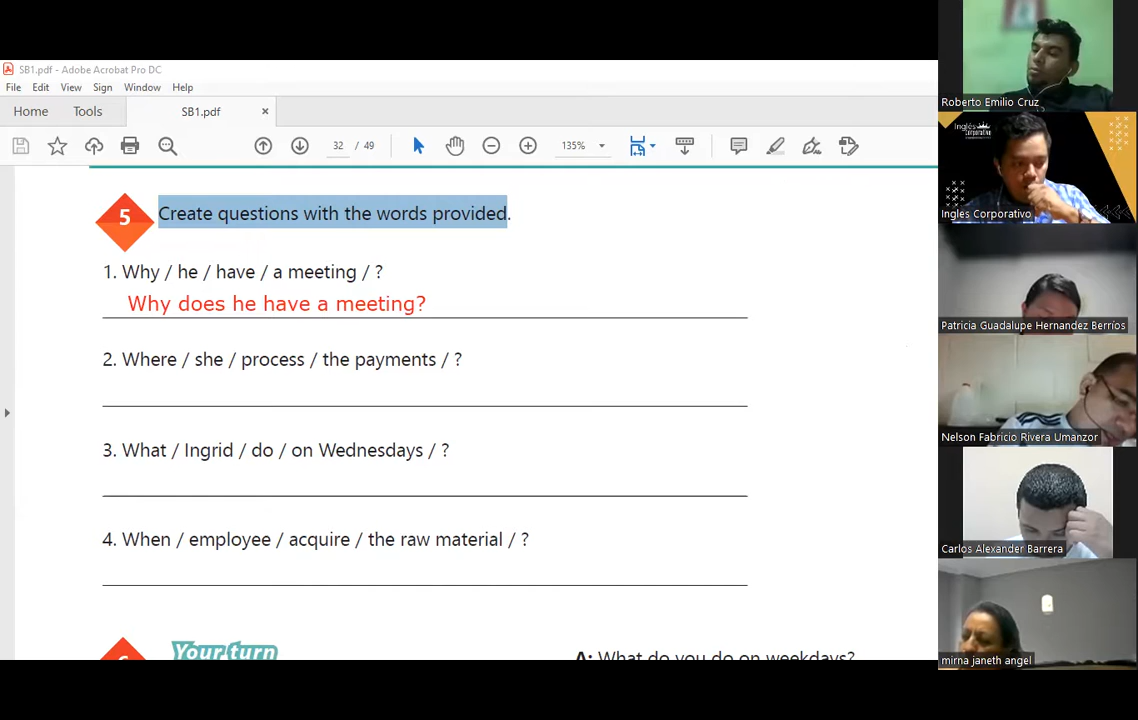 SB1.pdf - Adobe Acrobat Pro DC
File Edit View Sign Window Help
Home Tools SB1.pdf ×
32 / 49 135%
5 Create questions with the words provided.
1. Why / he / have / a meeting / ?
Why does he have a meeting?
2. Where / she / process / the payments / ?
3. What / Ingrid / do / on Wednesdays / ?
4. When / employee / acquire / the raw material / ?
Your turn
A: What do you do on weekdays?
Roberto Emilio Cruz
Inglés
Corporativo
Ingles Corporativo
Patricia Guadalupe Hernandez Berríos
Nelson Fabricio Rivera Umanzor
Carlos Alexander Barrera
mirna janeth angel